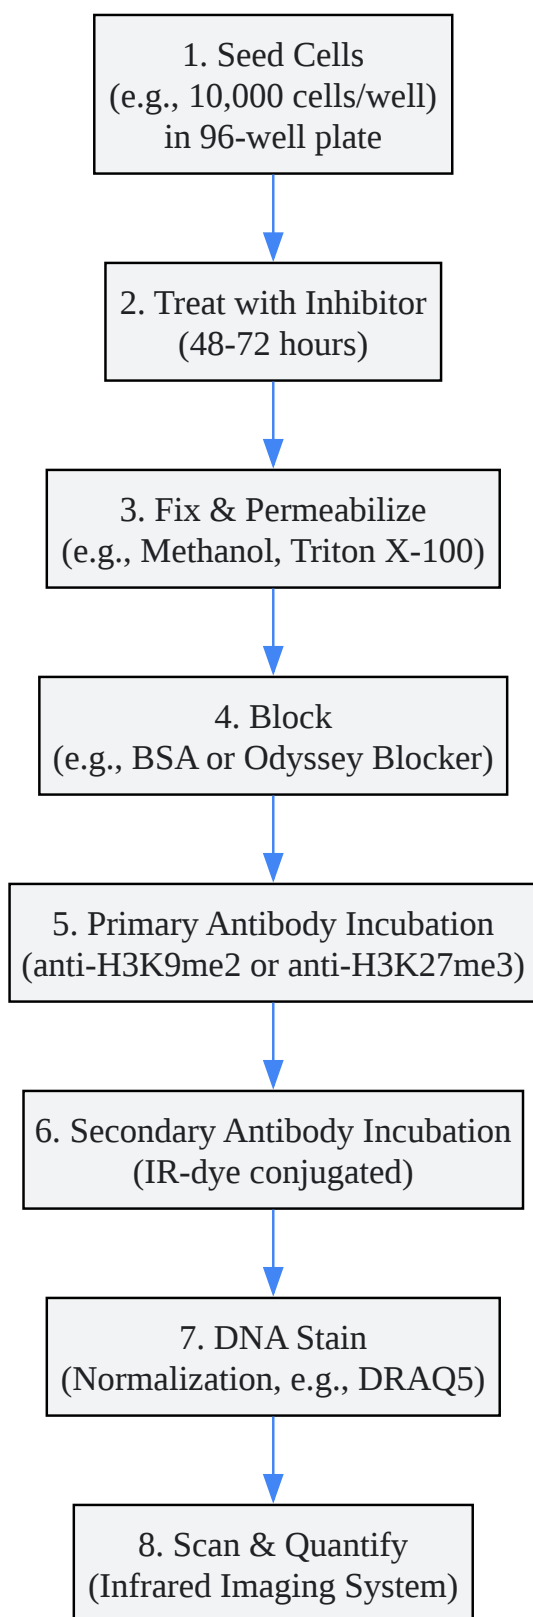 1. Seed Cells
(e.g., 10,000 cells/well)
in 96-well plate
2. Treat with Inhibitor
(48-72 hours)
3. Fix & Permeabilize
(e.g., Methanol, Triton X-100)
4. Block
(e.g., BSA or Odyssey Blocker)
5. Primary Antibody Incubation
(anti-H3K9me2 or anti-H3K27me3)
6. Secondary Antibody Incubation
(IR-dye conjugated)
7. DNA Stain
(Normalization, e.g., DRAQ5)
8. Scan & Quantify
(Infrared Imaging System)